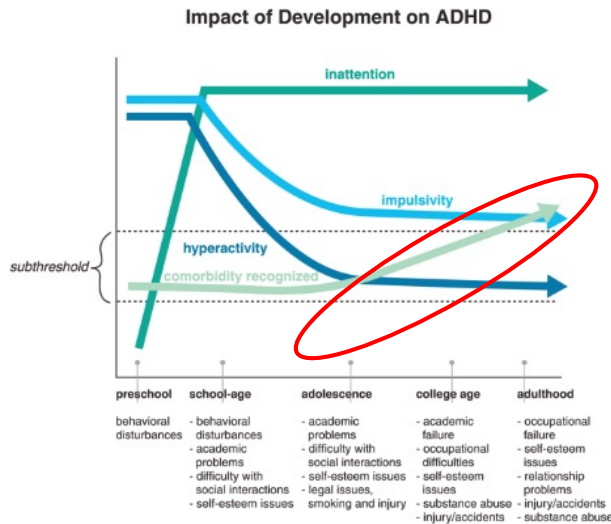 Impact of Development on ADHD
inattention
impulsivity
hyperactivity
subthreshold
comorbidity recognized
preschool
behavioral
disturbances
school-age
- behavioral
disturbances
- academic
problems
- difficulty with
social interactions
- self-esteem issues
adolescence
- academic
problems
- difficulty with
social interactions
- self-esteem issues
- legal issues,
smoking and injury
college age
- academic
failure
- occupational
difficulties
- self-esteem
issues
- substance abuse
- injury/accidents
adulthood
- occupational
failure
- self-esteem
issues
- relationship
problems
- injury/accidents
- substance abuse